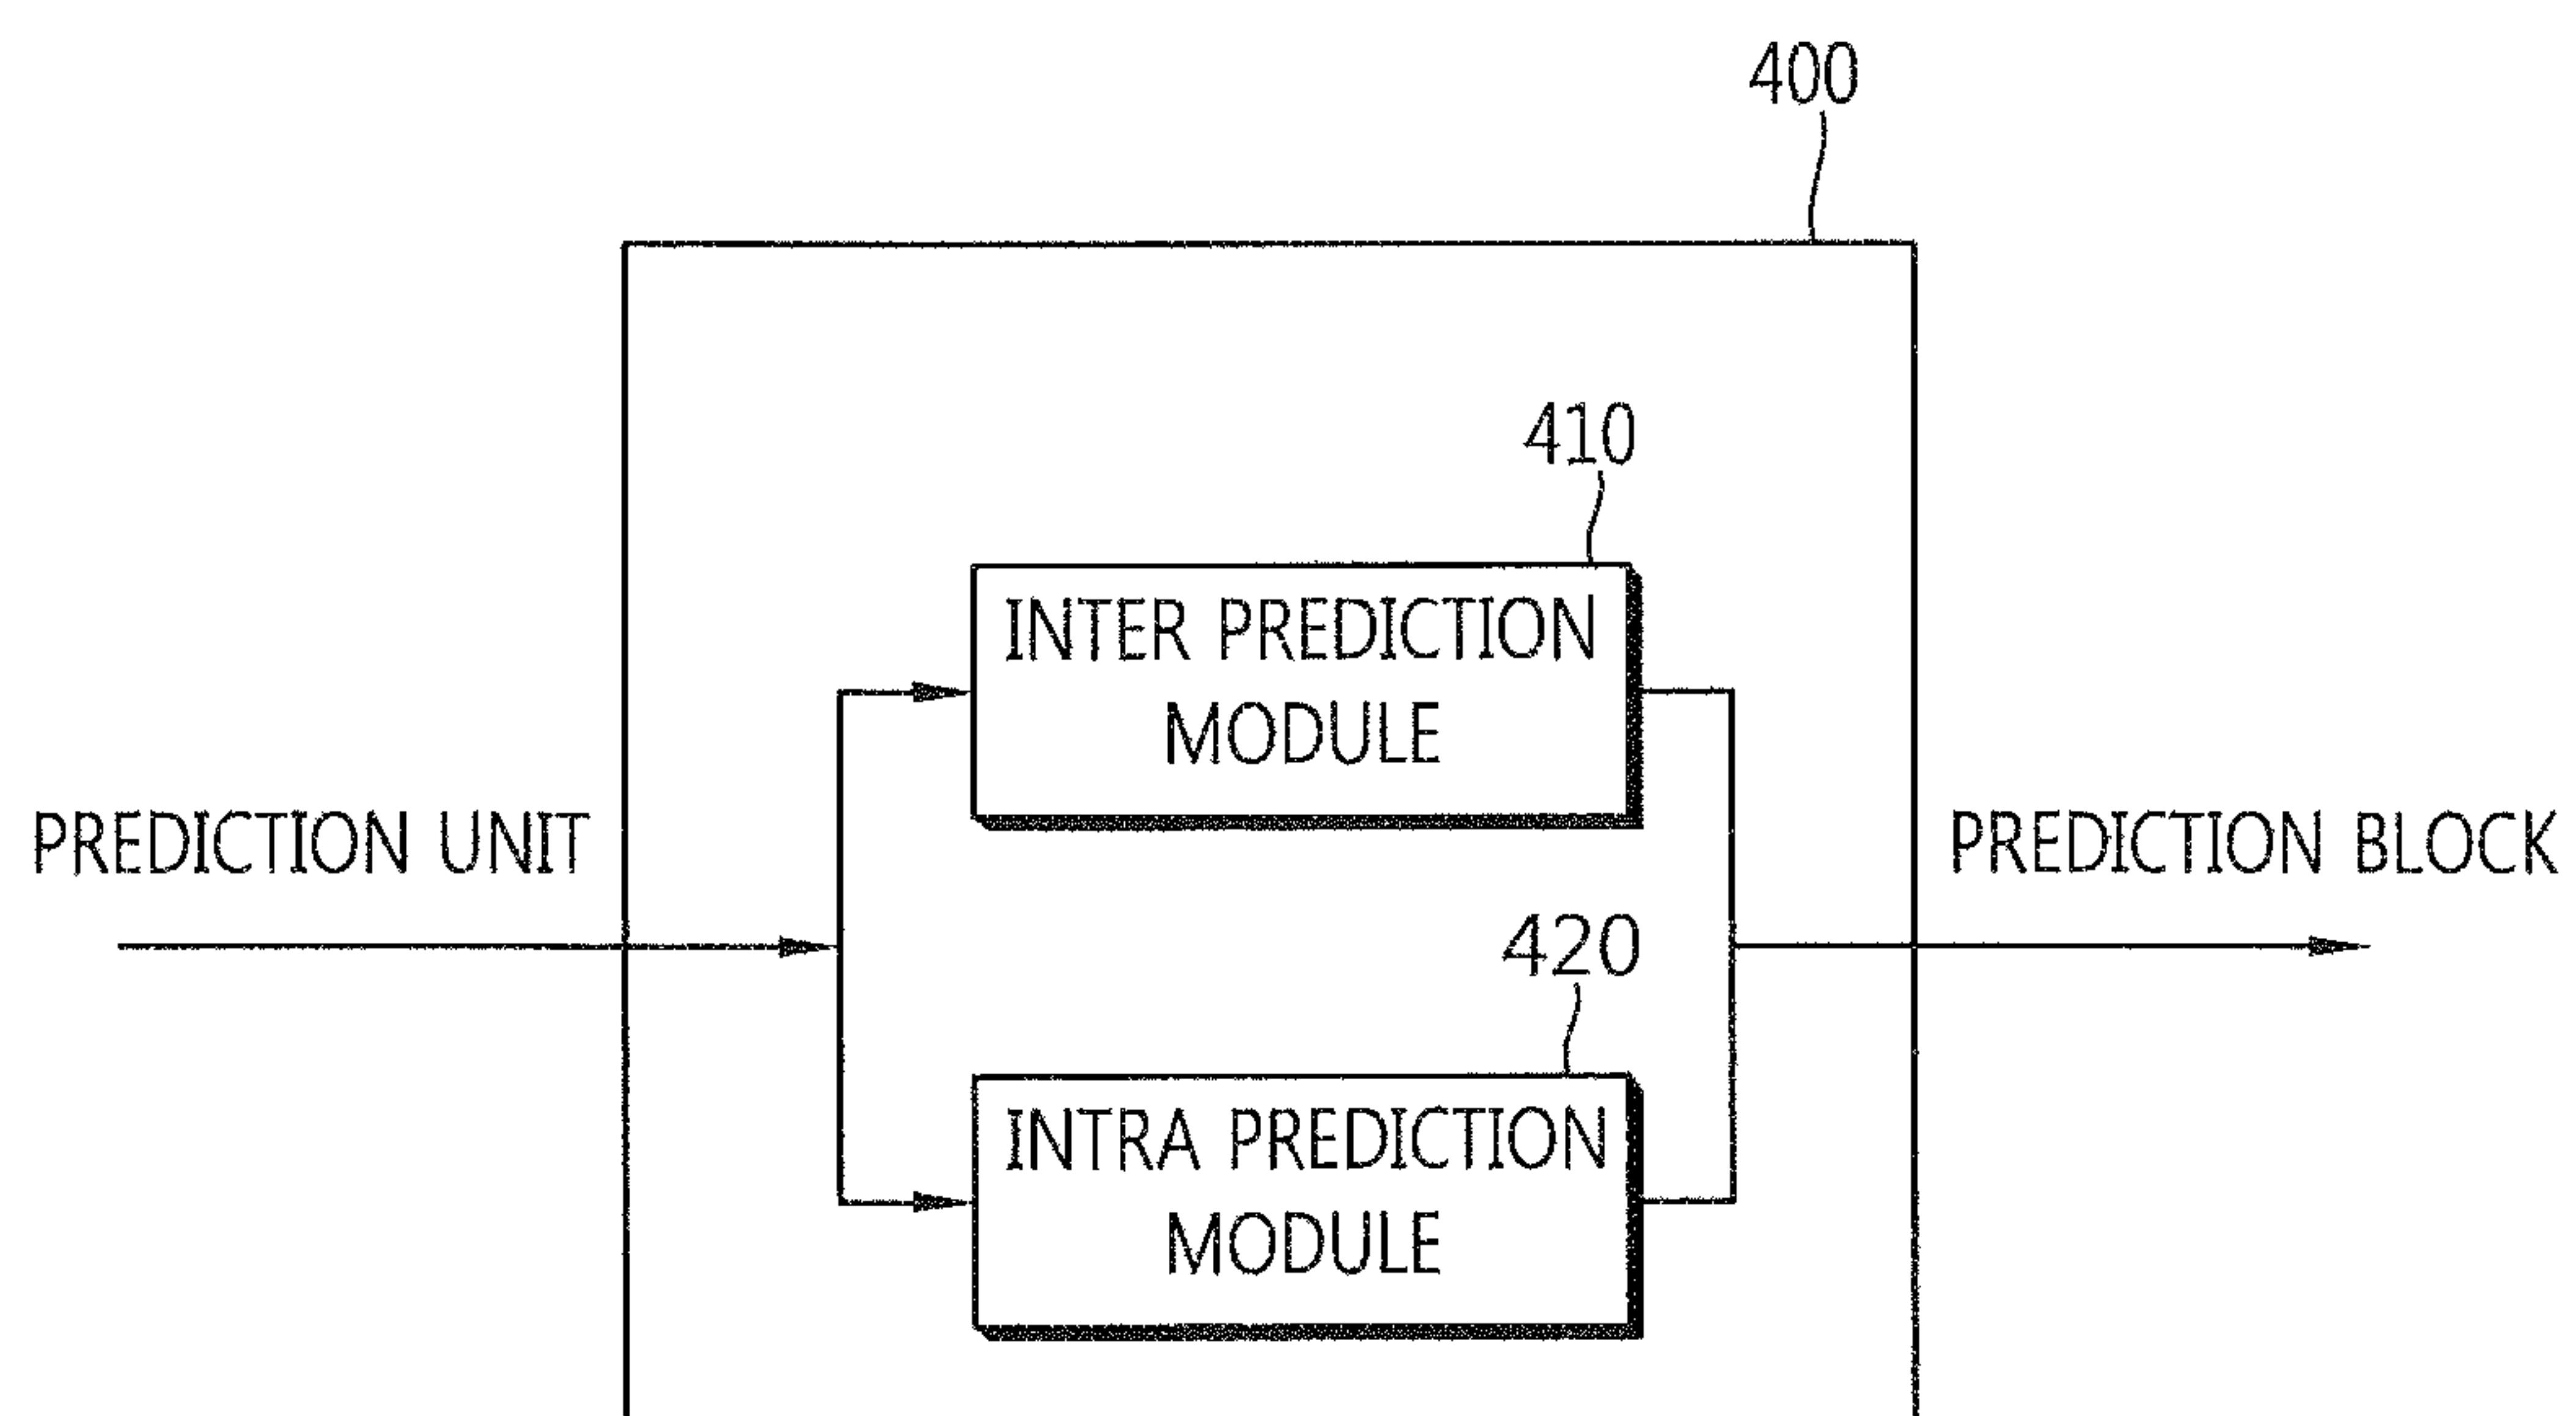 400
410
INTER PREDICTION
MODULE
PREDICTION UNIT
PREDICTION BLOCK
420
INTRA PREDICTION
MODULE